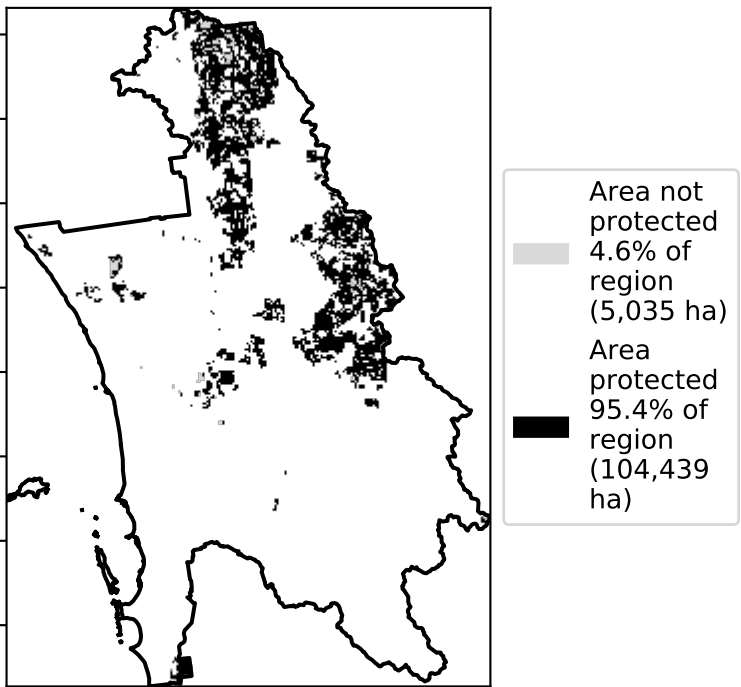 Area not
protected
4.6% of
region
(5,035 ha)
Area
protected
95.4% of
region
(104,439
ha)